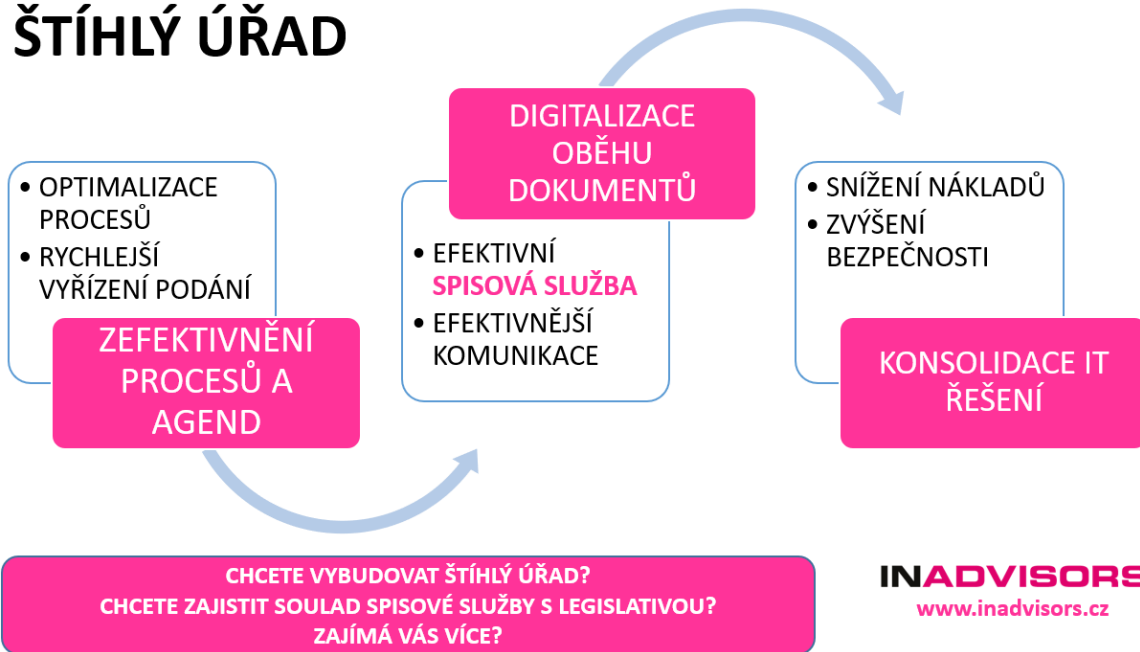 ŠTÍHLÝ ÚŘAD
• OPTIMALIZACE
PROCESŮ
• RYCHLEJŠÍ
VYŘÍZENÍ PODÁNÍ
ZEFEKTIVNĚNÍ
PROCESŮ A
AGEND
DIGITALIZACE
OBĚHU
DOKUMENTŮ
• EFEKTIVNÍ
SPISOVÁ SLUŽBA
• EFEKTIVNĚJŠÍ
KOMUNIKACE
• SNÍŽENÍ NÁKLADŮ
• ZVÝŠENÍ
BEZPEČNOSTI
KONSOLIDACE IT
ŘEŠENÍ
CHCETE VYBUDOVAT ŠTÍHLÝ ÚŘAD?
CHCETE ZAJISTIT SOULAD SPISOVÉ SLUŽBY S LEGISLATIVOU?
ZAJÍMÁ VÁS VÍCE?
INADVISORS
www.inadvisors.cz